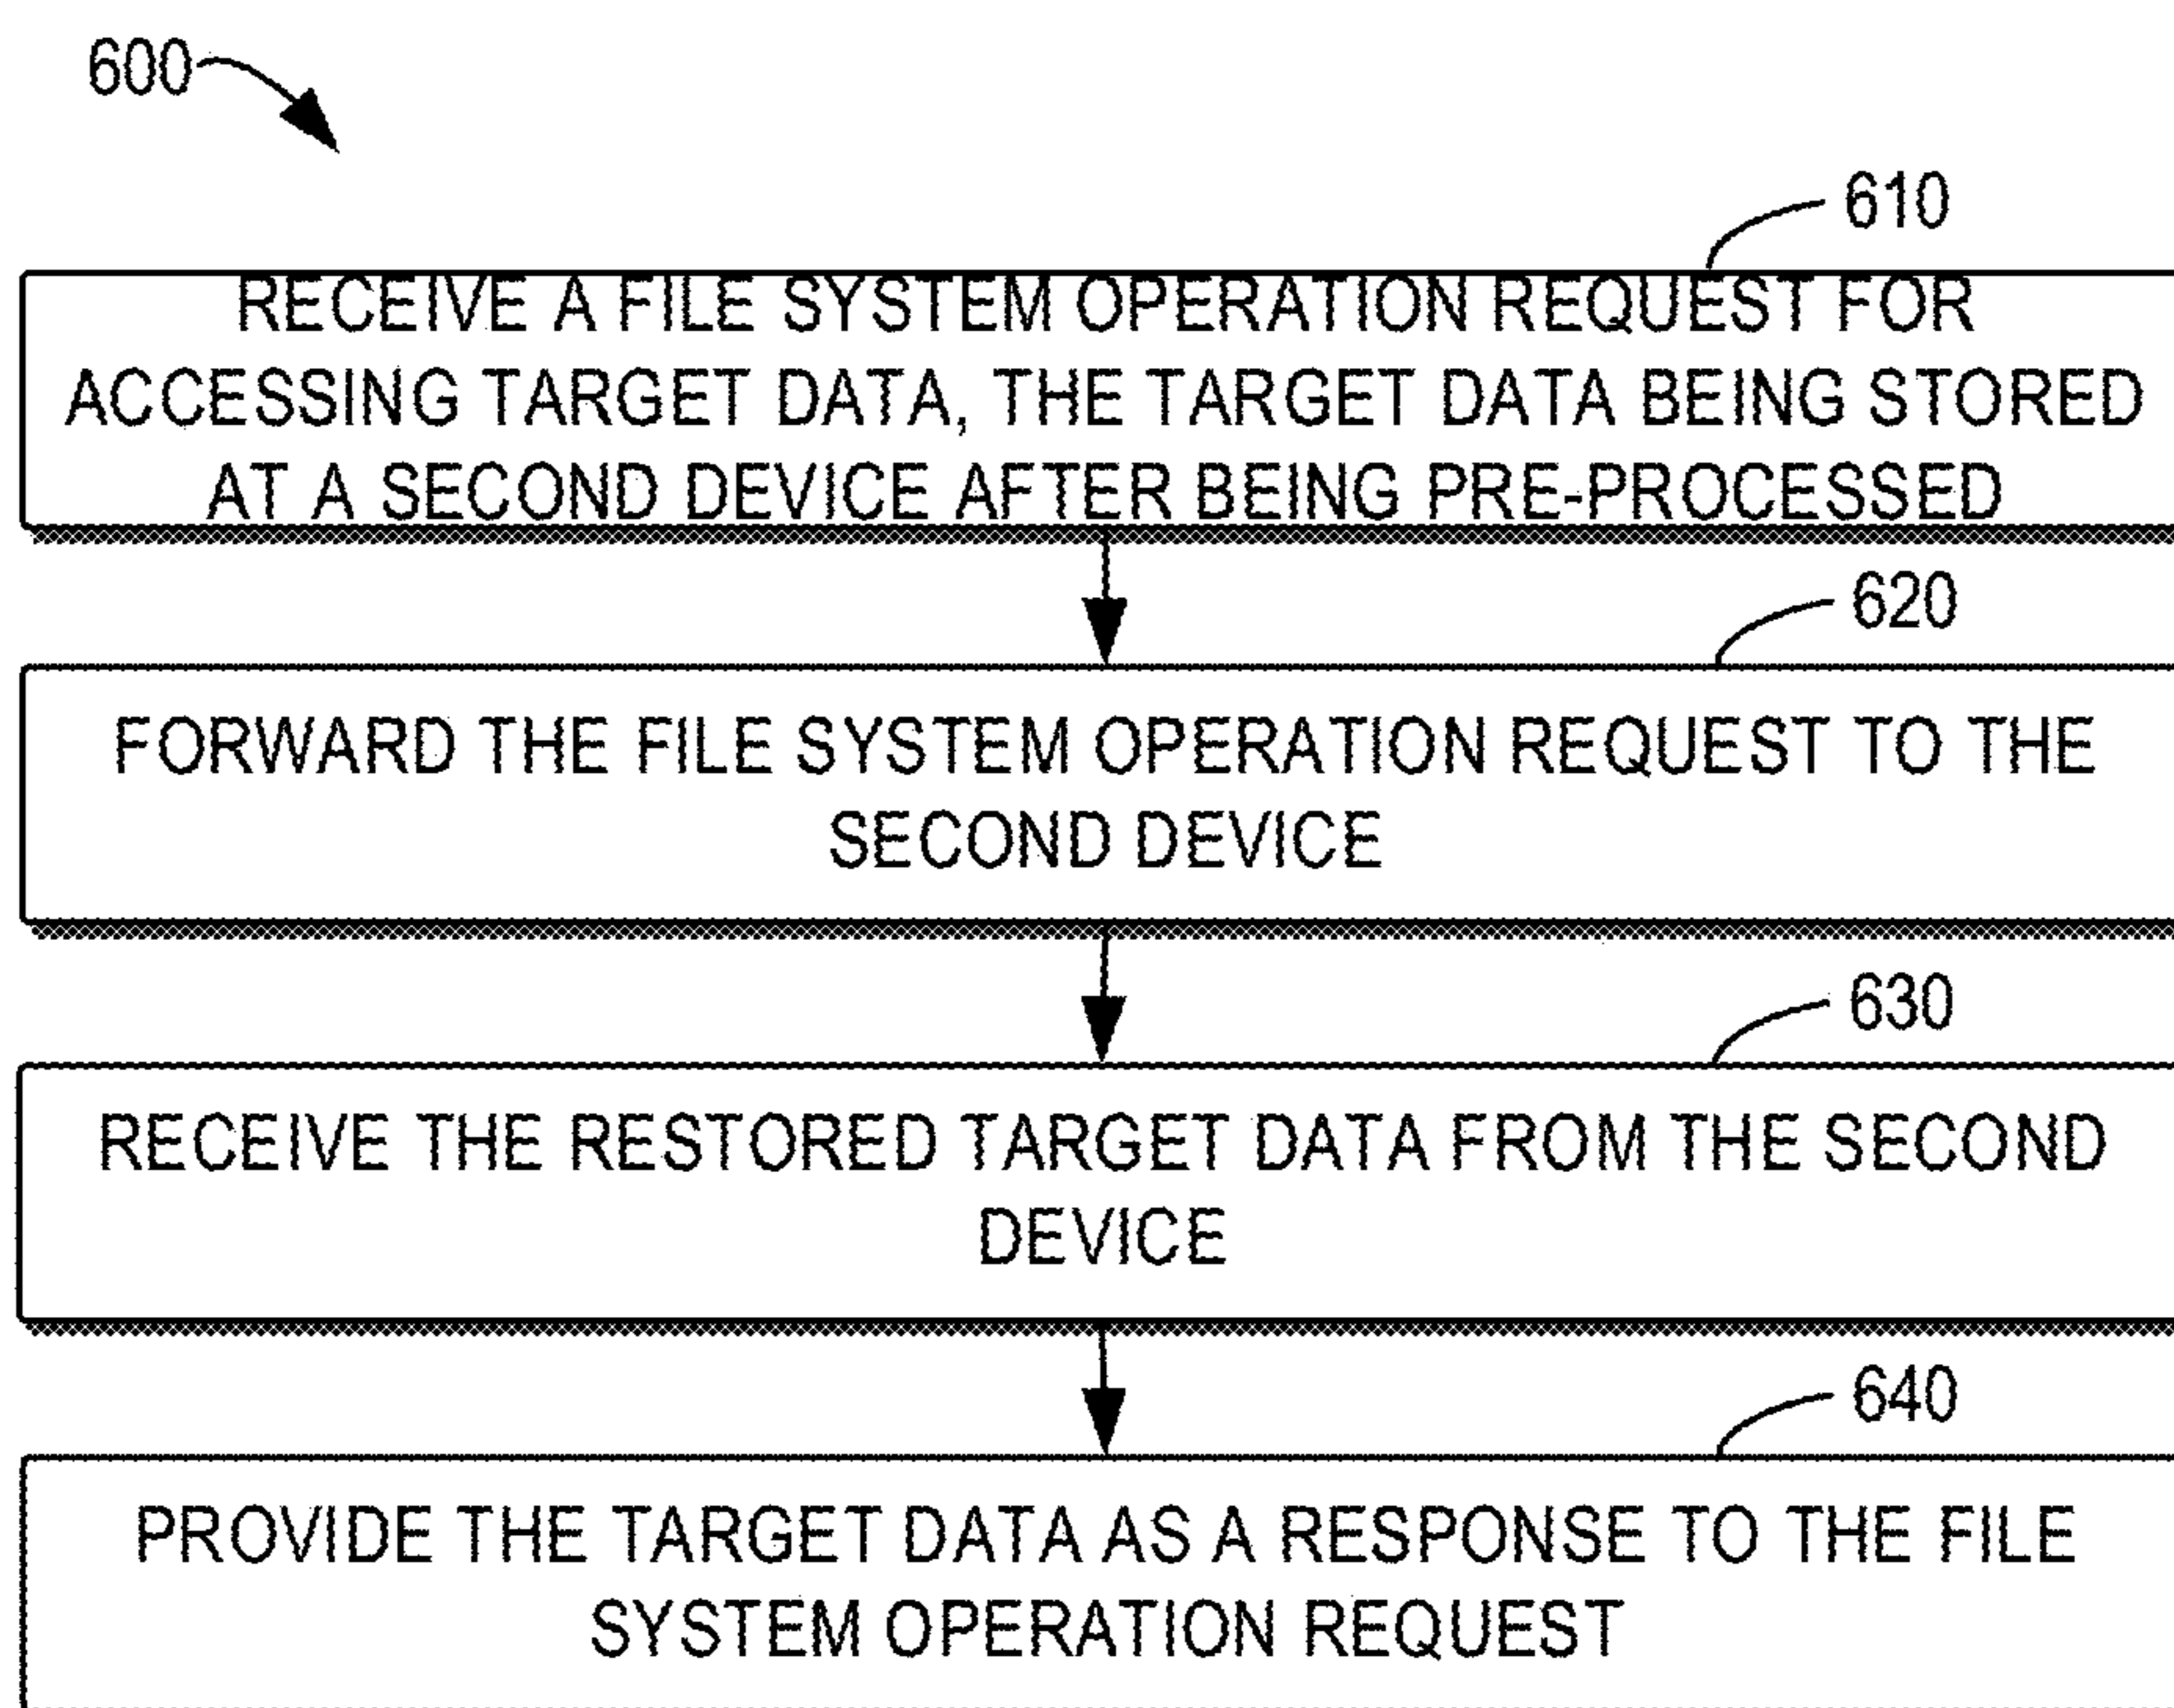 600
610
RECEIVE A FILE SYSTEM OPERATION REQUEST FOR
ACCESSING TARGET DATA, THE TARGET DATA BEING STORED
AT A SECOND DEVICE AFTER BEING PRE-PROCESSED
620
FORWARD THE FILE SYSTEM OPERATION REQUEST TO THE
SECOND DEVICE
630
RECEIVE THE RESTORED TARGET DATA FROM THE SECOND
DEVICE
640
PROVIDE THE TARGET DATA AS A RESPONSE TO THE FILE
SYSTEM OPERATION REQUEST